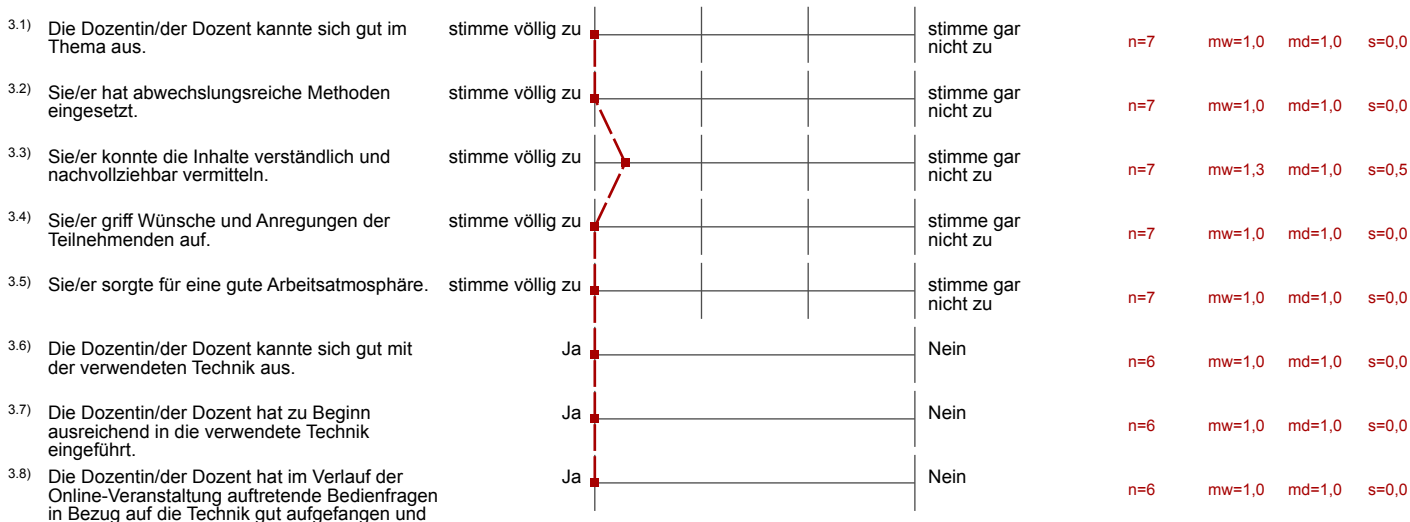 3.1) Die Dozentin/der Dozent kannte sich gut im
Thema aus.
stimme völlig zu
stimme gar
nicht zu
n=7 mw=1,0 md=1,0 s=0,0
3.2) Sie/er hat abwechslungsreiche Methoden
eingesetzt.
stimme völlig zu
stimme gar
nicht zu
n=7 mw=1,0 md=1,0 s=0,0
3.3) Sie/er konnte die Inhalte verständlich und
nachvollziehbar vermitteln.
stimme völlig zu
stimme gar
nicht zu
n=7 mw=1,3 md=1,0 s=0,5
3.4) Sie/er griff Wünsche und Anregungen der
Teilnehmenden auf.
stimme völlig zu
stimme gar
nicht zu
n=7 mw=1,0 md=1,0 s=0,0
3.5) Sie/er sorgte für eine gute Arbeitsatmosphäre.
stimme völlig zu
stimme gar
nicht zu
n=7 mw=1,0 md=1,0 s=0,0
3.6) Die Dozentin/der Dozent kannte sich gut mit
der verwendeten Technik aus.
Ja
Nein
n=6 mw=1,0 md=1,0 s=0,0
3.7) Die Dozentin/der Dozent hat zu Beginn
ausreichend in die verwendete Technik
eingeführt.
Ja
Nein
n=6 mw=1,0 md=1,0 s=0,0
3.8) Die Dozentin/der Dozent hat im Verlauf der
Online-Veranstaltung auftretende Bedienfragen
in Bezug auf die Technik gut aufgefangen und
Ja
Nein
n=6 mw=1,0 md=1,0 s=0,0